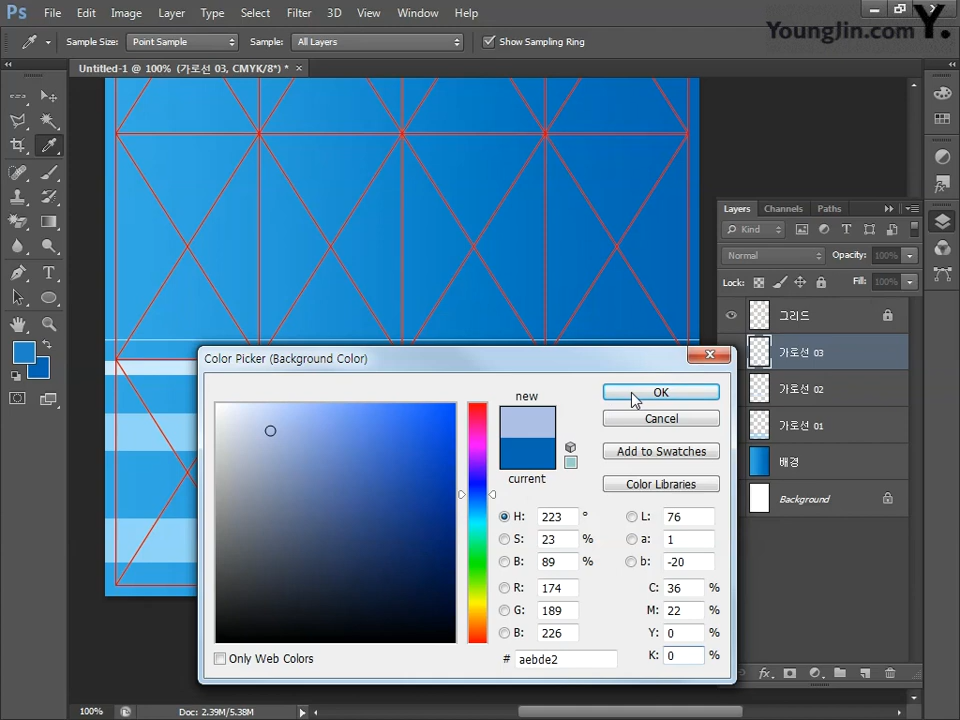 Ps File Edit Image Layer Type Select Filter 3D View Window Help
YoungJin.com Y.
Sample Size: Point Sample Sample: All Layers Show Sampling Ring
Untitled-1 @ 100% (가로선 03, CMYK/8*) * ×
Layers Channels Paths
Kind
Normal Opacity: 100%
Lock: Fill: 100%
그리드
가로선 03
가로선 02
가로선 01
배경
Background
Color Picker (Background Color)
new
current
OK
Cancel
Add to Swatches
Color Libraries
H: 223 ° L: 76
S: 23 % a: 1
B: 89 % b: -20
R: 174 C: 36 %
G: 189 M: 22 %
B: 226 Y: 0 %
# aebde2 K: 0 %
Only Web Colors
fx
100% Doc: 2.39M/5.38M